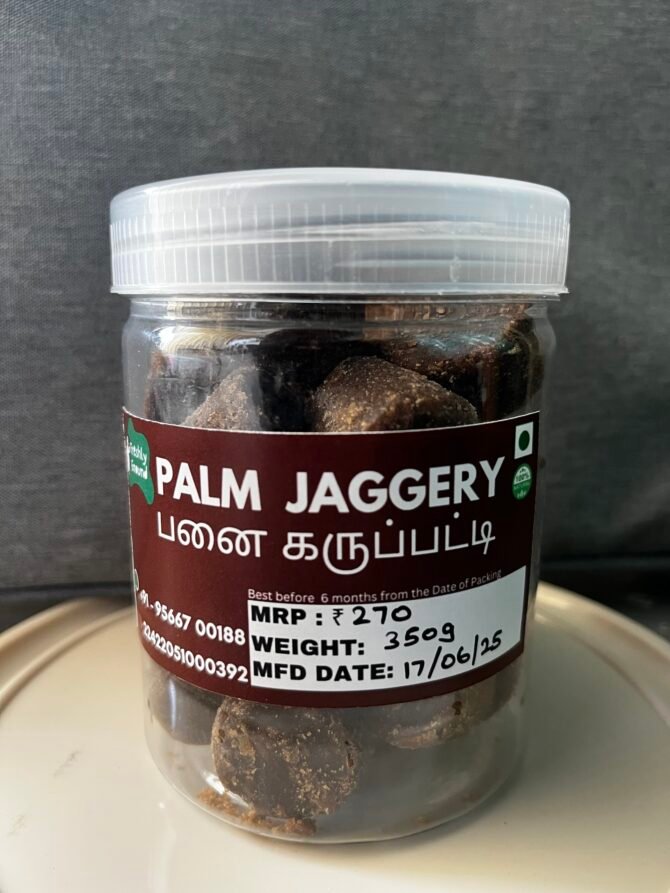 PALM JAGGERY
பனை கருப்பட்டி
Best before 6 months from the Date of Packing
MRP : ₹ 270
WEIGHT: 350g
MFD DATE: 17/06/25
95667 00188
22422051000392
100%